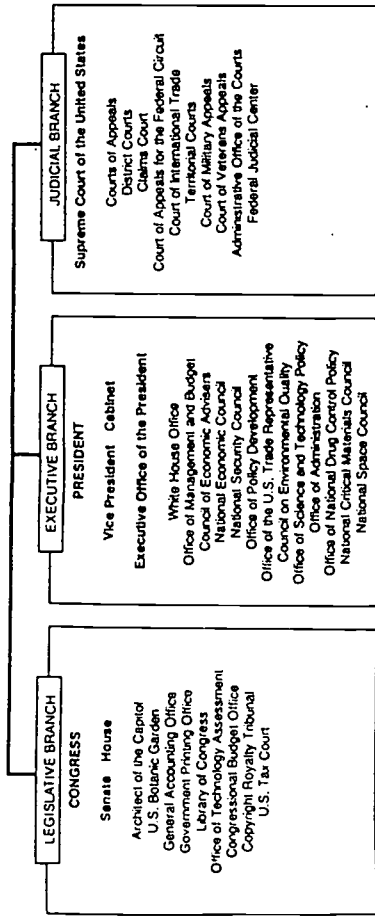 LEGISLATIVE BRANCH
CONGRESS
Senate House
Architect of the Capitol
U.S. Botanic Garden
General Accounting Office
Government Printing Office
Library of Congress
Office of Technology Assessment
Congressional Budget Office
Copyright Royalty Tribunal
U.S. Tax Court
EXECUTIVE BRANCH
PRESIDENT
Vice President Cabinet
Executive Office of the President
White House Office
Office of Management and Budget
Council of Economic Advisers
National Economic Council
National Security Council
Office of Policy Development
Office of the U.S. Trade Representative
Council on Environmental Quality
Office of Science and Technology Policy
Office of Administration
Office of National Drug Control Policy
National Critical Materials Council
National Space Council
JUDICIAL BRANCH
Supreme Court of the United States
Courts of Appeals
District Courts
Claims Court
Court of Appeals for the Federal Circuit
Court of International Trade
Territorial Courts
Court of Military Appeals
Court of Veterans Appeals
Administrative Office of the Courts
Federal Judicial Center